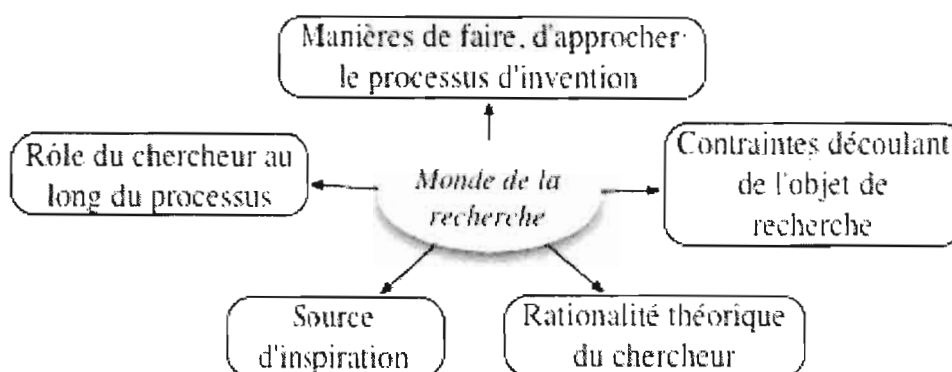 Manières de faire, d'approcher
le processus d'invention
Rôle du chercheur au
long du processus
Monde de la
recherche
Contraintes découlant
de l'objet de
recherche
Source
d'inspiration
Rationalité théorique
du chercheur